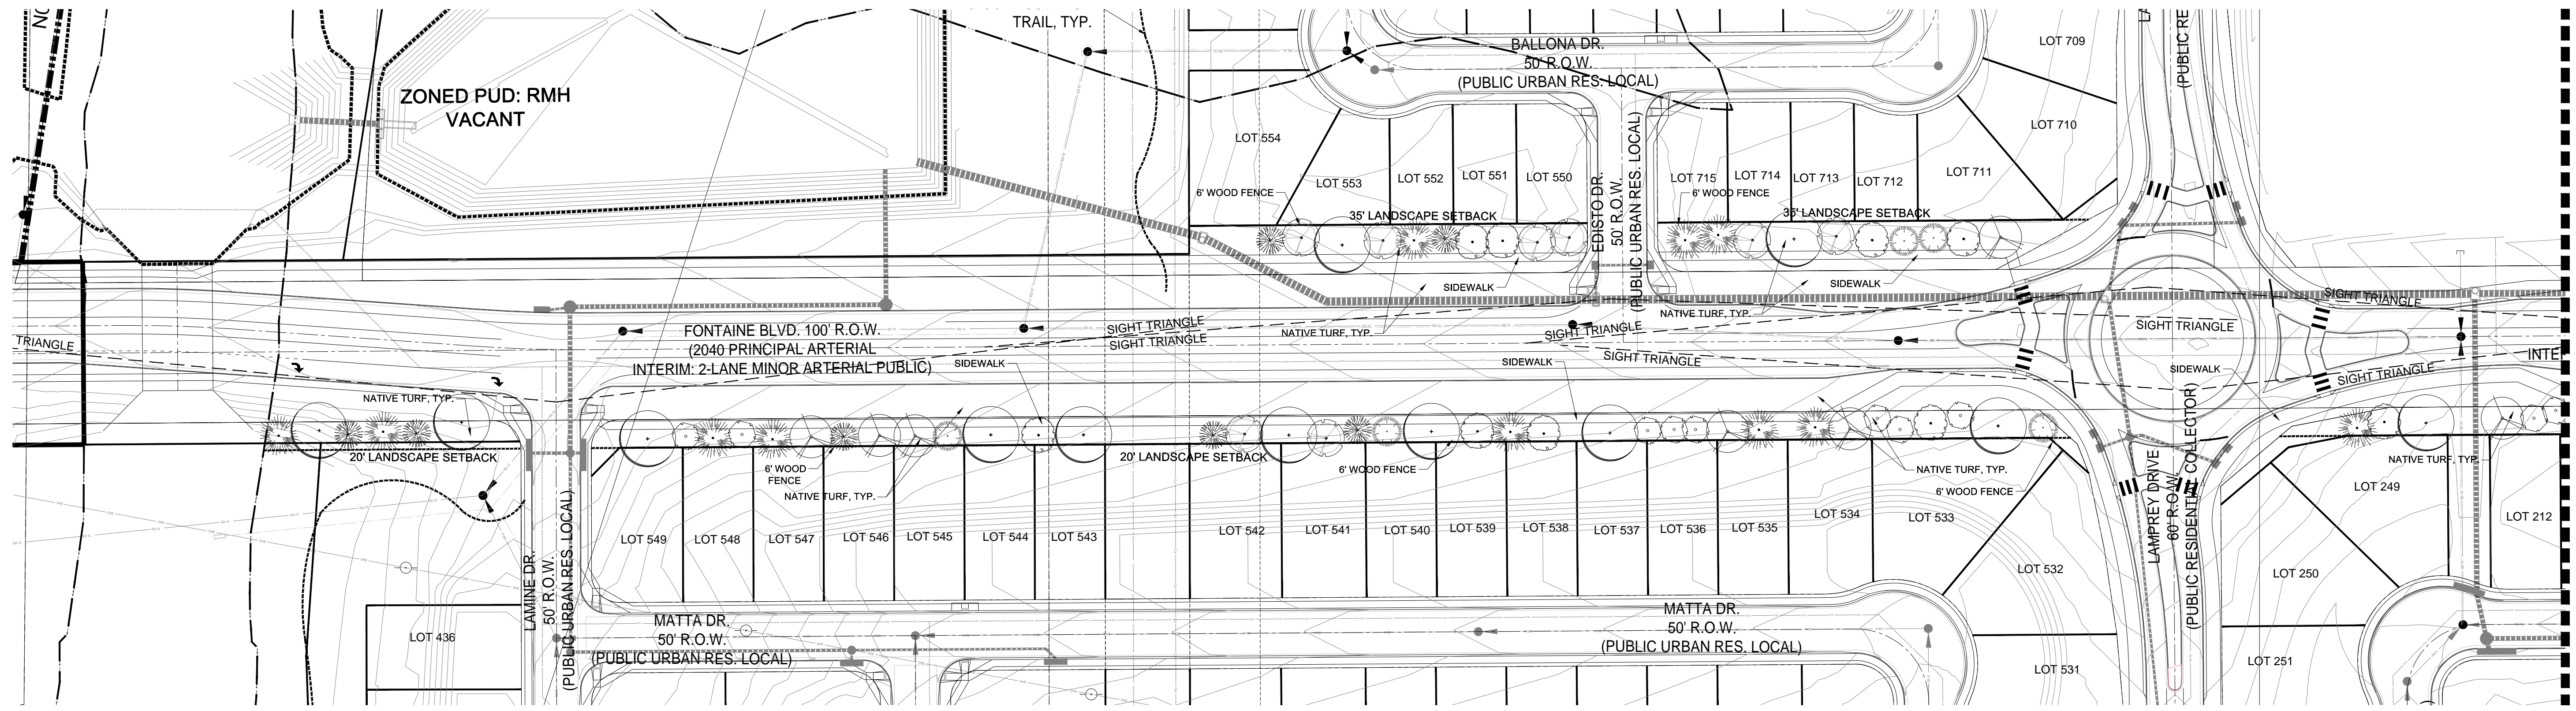 NO
TRAIL, TYP.
ZONED PUD: RMH
VACANT
BALLONA DR.
50' R.O.W.
(PUBLIC URBAN RES. LOCAL)
LOT 709
LOT 710
LOT 711
LOT 554
LOT 553
LOT 552
LOT 551
LOT 550
LOT 715
LOT 714
LOT 713
LOT 712
6' WOOD FENCE
6' WOOD FENCE
35' LANDSCAPE SETBACK
35' LANDSCAPE SETBACK
EDISTO DR.
50' R.O.W.
(PUBLIC URBAN RES. LOCAL)
(PUBLIC RE
SIDEWALK
SIDEWALK
NATIVE TURF, TYP.
NATIVE TURF, TYP.
FONTAINE BLVD. 100' R.O.W.
(2040 PRINCIPAL ARTERIAL
INTERIM: 2-LANE MINOR ARTERIAL PUBLIC)
TRIANGLE
SIGHT TRIANGLE
SIGHT TRIANGLE
SIGHT TRIANGLE
SIGHT TRIANGLE
SIGHT TRIANGLE
SIGHT TRIANGLE
SIGHT TRIANGLE
INTE
SIDEWALK
SIDEWALK
SIDEWALK
NATIVE TURF, TYP.
20' LANDSCAPE SETBACK
20' LANDSCAPE SETBACK
6' WOOD
FENCE
NATIVE TURF, TYP.
6' WOOD FENCE
NATIVE TURF, TYP.
6' WOOD FENCE
NATIVE TURF, TYP.
LAMINE DR.
50' R.O.W.
(PUBLIC URBAN RES. LOCAL)
LAMPREY DRIVE
60' R.O.W.
(PUBLIC RESIDENTIAL COLLECTOR)
LOT 549
LOT 548
LOT 547
LOT 546
LOT 545
LOT 544
LOT 543
LOT 542
LOT 541
LOT 540
LOT 539
LOT 538
LOT 537
LOT 536
LOT 535
LOT 534
LOT 533
LOT 532
LOT 531
LOT 249
LOT 212
LOT 250
LOT 251
LOT 436
MATTA DR.
50' R.O.W.
(PUBLIC URBAN RES. LOCAL)
MATTA DR.
50' R.O.W.
(PUBLIC URBAN RES. LOCAL)